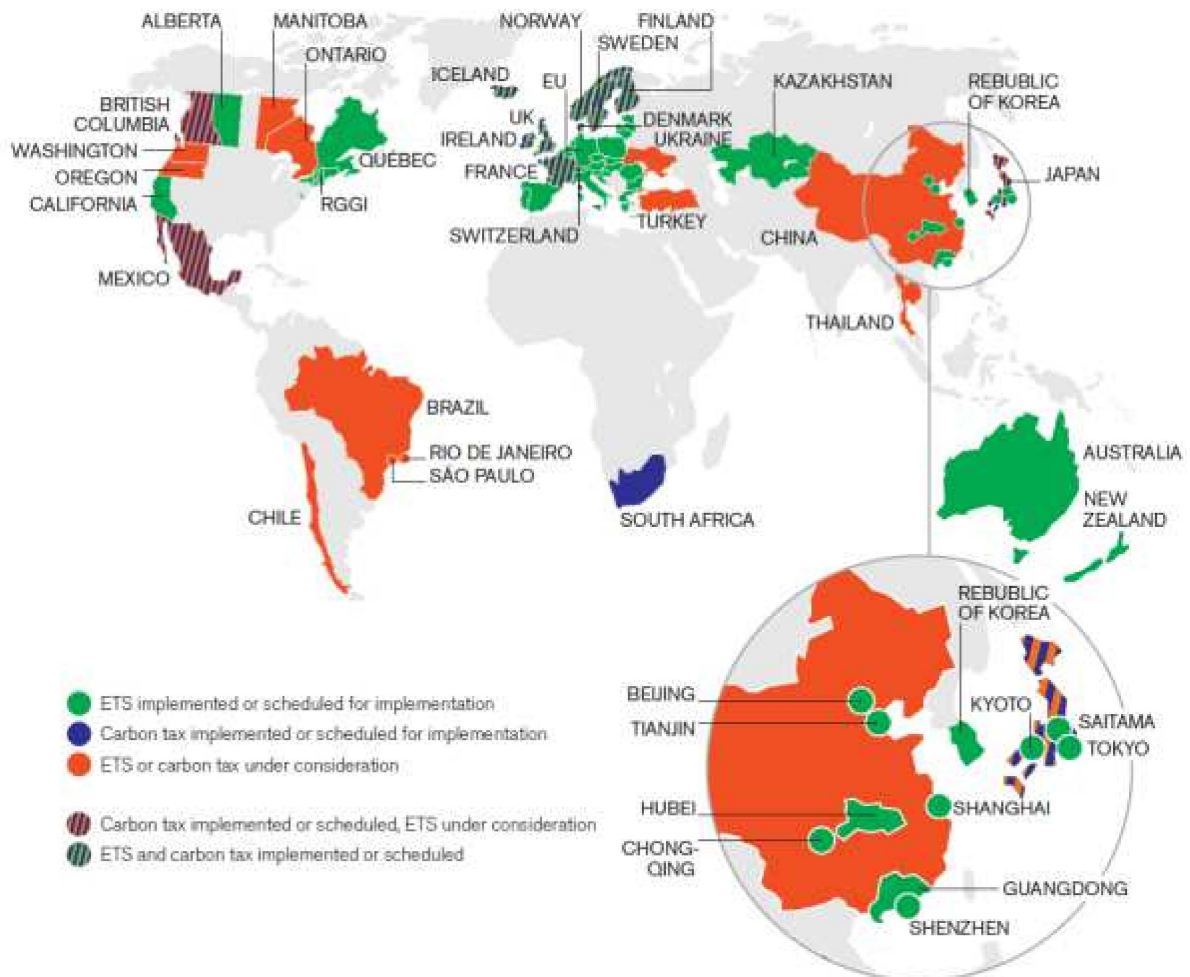 ALBERTA
MANITOBA
ONTARIO
NORWAY
SWEDEN
FINLAND
ICELAND
EU
KAZAKHSTAN
REBUBLIC
OF KOREA
BRITISH
COLUMBIA
UK
DENMARK
UKRAINE
IRELAND
WASHINGTON
QUÉBEC
FRANCE
JAPAN
OREGON
CALIFORNIA
RGGI
TURKEY
SWITZERLAND
CHINA
MEXICO
THAILAND
BRAZIL
RIO DE JANEIRO
SÃO PAULO
AUSTRALIA
CHILE
SOUTH AFRICA
NEW
ZEALAND
REBUBLIC
OF KOREA
BEIJING
TIANJIN
KYOTO
SAITAMA
TOKYO
HUBEI
SHANGHAI
CHONG-
QING
GUANGDONG
SHENZHEN
ETS implemented or scheduled for implementation
Carbon tax implemented or scheduled for implementation
ETS or carbon tax under consideration
Carbon tax implemented or scheduled, ETS under consideration
ETS and carbon tax implemented or scheduled